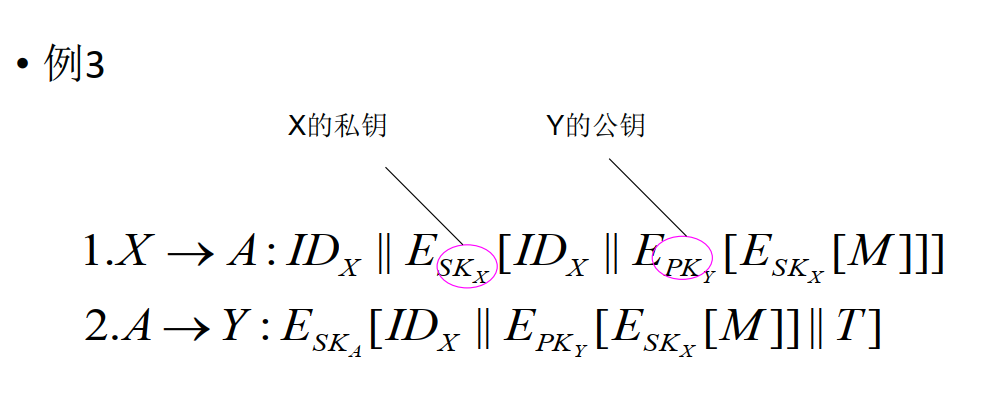 • 例3
X的私钥 Y的公钥
1.X → A : ID_X || E_{SK_X}[ID_X || E_{PK_Y}[E_{SK_X}[M]]]
2.A → Y : E_{SK_A}[ID_X || E_{PK_Y}[E_{SK_X}[M]] || T]